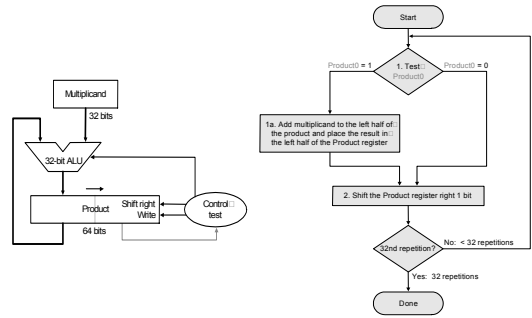 Multiplicand
32 bits
32-bit ALU
Product
Shift right
Write
64 bits
Control
test
Start
Product0 = 1
1. Test
Product0
Product0 = 0
1a. Add multiplicand to the left half of
the product and place the result in
the left half of the Product register
2. Shift the Product register right 1 bit
32nd repetition?
No:  < 32 repetitions
Yes:  32 repetitions
Done